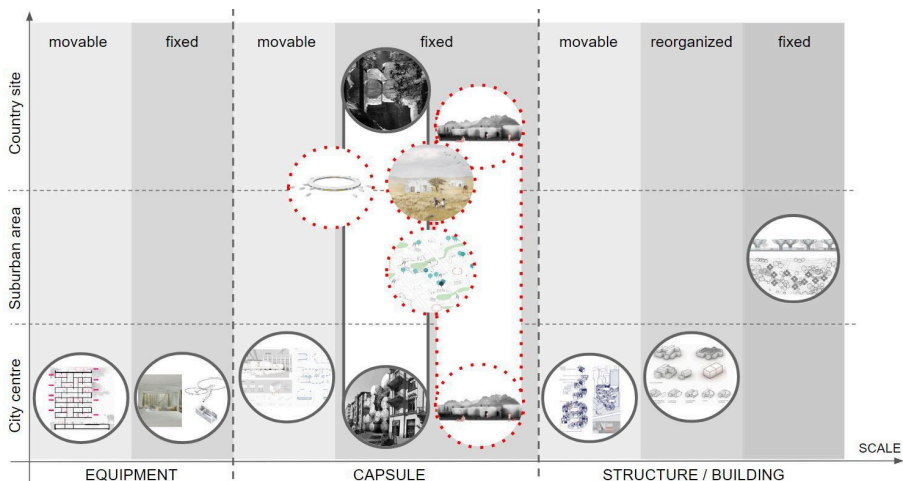 movable fixed movable fixed movable reorganized fixed
Country site
Suburban area
City centre
SCALE
EQUIPMENT CAPSULE STRUCTURE / BUILDING